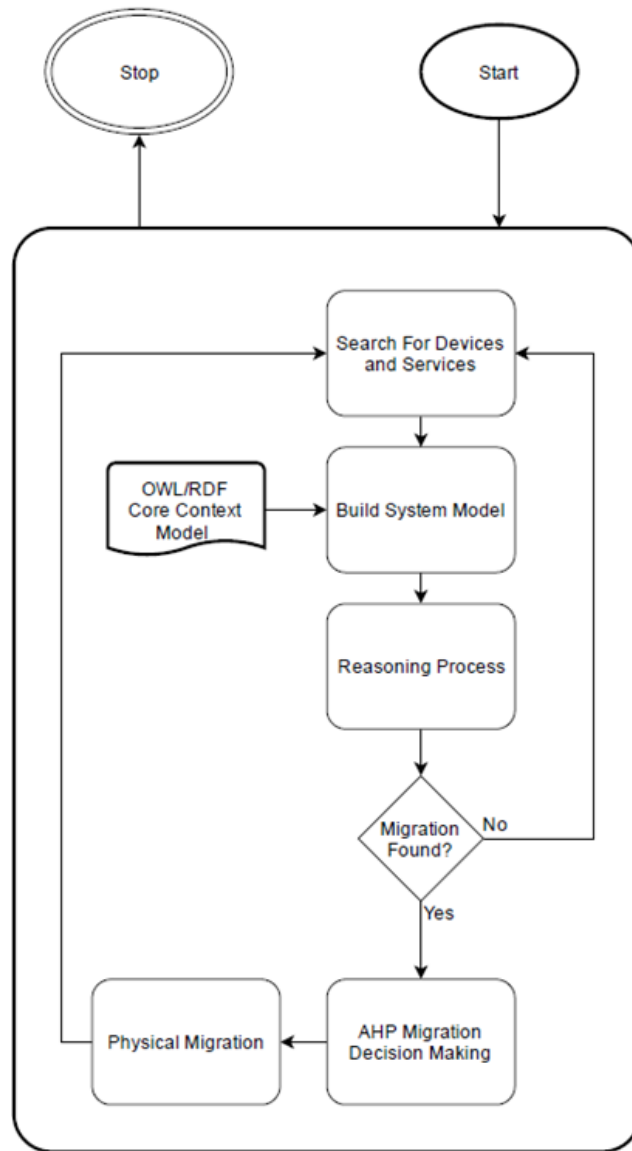 Stop
Start
Search For Devices
and Services
OWL/RDF
Core Context
Model
Build System Model
Reasoning Process
Migration
Found?
No
Yes
Physical Migration
AHP Migration
Decision Making